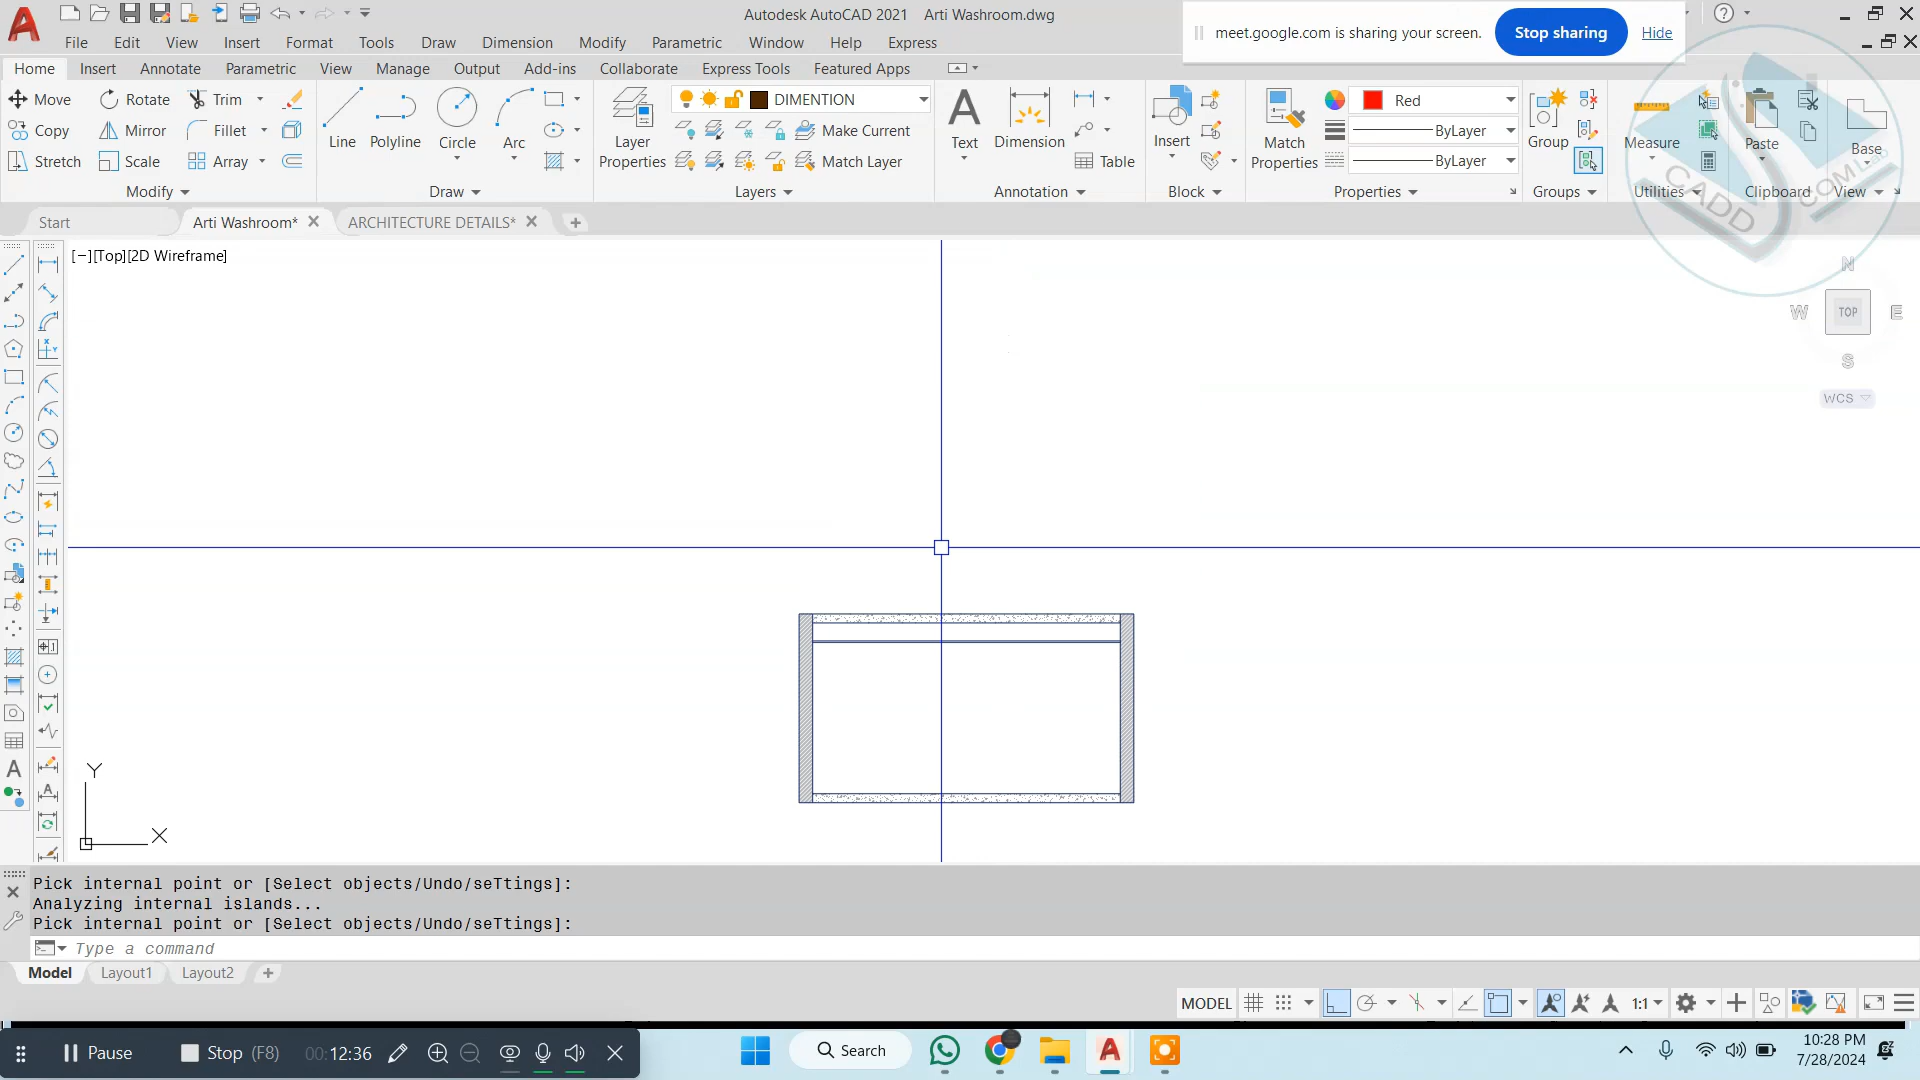 Autodesk AutoCAD 2021 Arti Washroom.dwg
meet.google.com is sharing your screen. Stop sharing Hide
File Edit View Insert Format Tools Draw Dimension Modify Parametric Window Help Express
Home Insert Annotate Parametric View Manage Output Add-ins Collaborate Express Tools Featured Apps
Move Rotate Trim
Copy Mirror Fillet
Stretch Scale Array
Modify
Line Polyline Circle Arc
Draw
Layer Properties
DIMENTION
Make Current
Match Layer
Layers
Text Dimension Table
Annotation
Insert
Block
Match Properties
Red
ByLayer
ByLayer
Properties
Group
Groups
Measure
Utilities
Paste
Clipboard
Base
View
CADD
COM Lab
Start Arti Washroom* ARCHITECTURE DETAILS*
[−][Top][2D Wireframe]
N
W TOP E
S
WCS
Y
X
Pick internal point or [Select objects/Undo/seTtings]:
Analyzing internal islands...
Pick internal point or [Select objects/Undo/seTtings]:
Type a command
Model Layout1 Layout2 +
MODEL 1:1
Pause Stop (F8) 00:12:36
Search
10:28 PM
7/28/2024